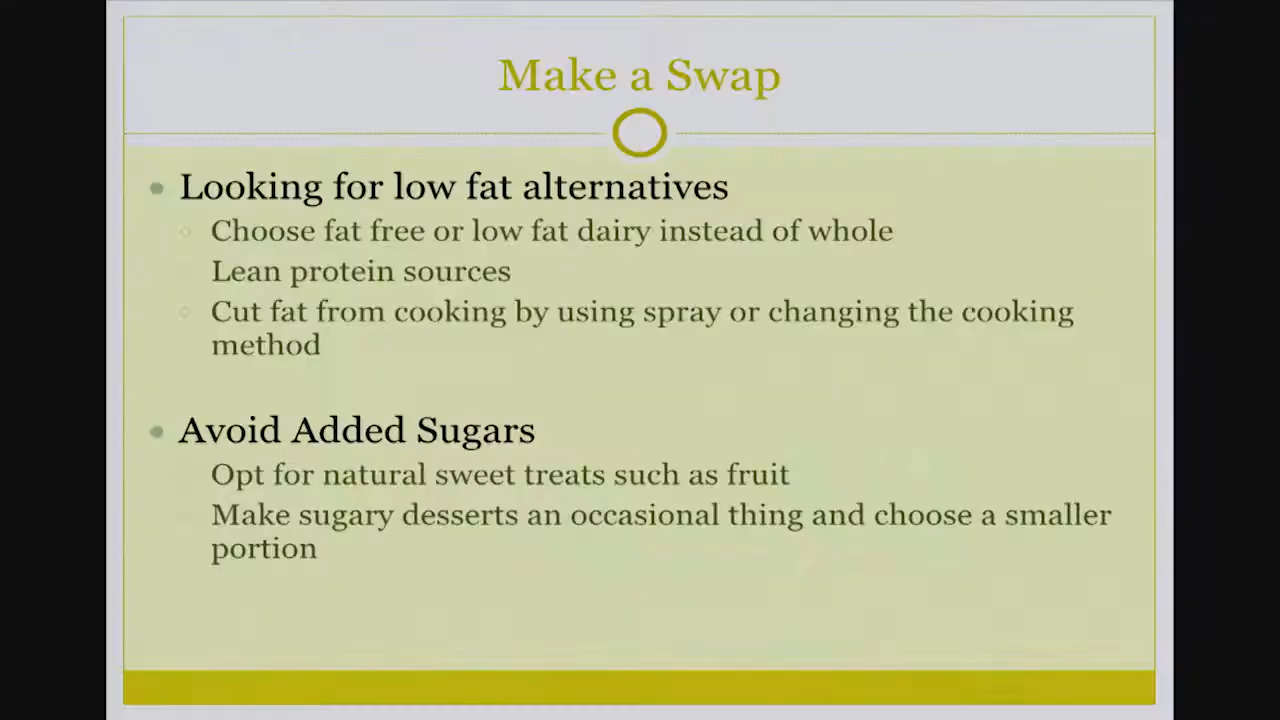 Make a Swap
Looking for low fat alternatives
Choose fat free or low fat dairy instead of whole
Lean protein sources
Cut fat from cooking by using spray or changing the cooking
method
Avoid Added Sugars
Opt for natural sweet treats such as fruit
Make sugary desserts an occasional thing and choose a smaller
portion